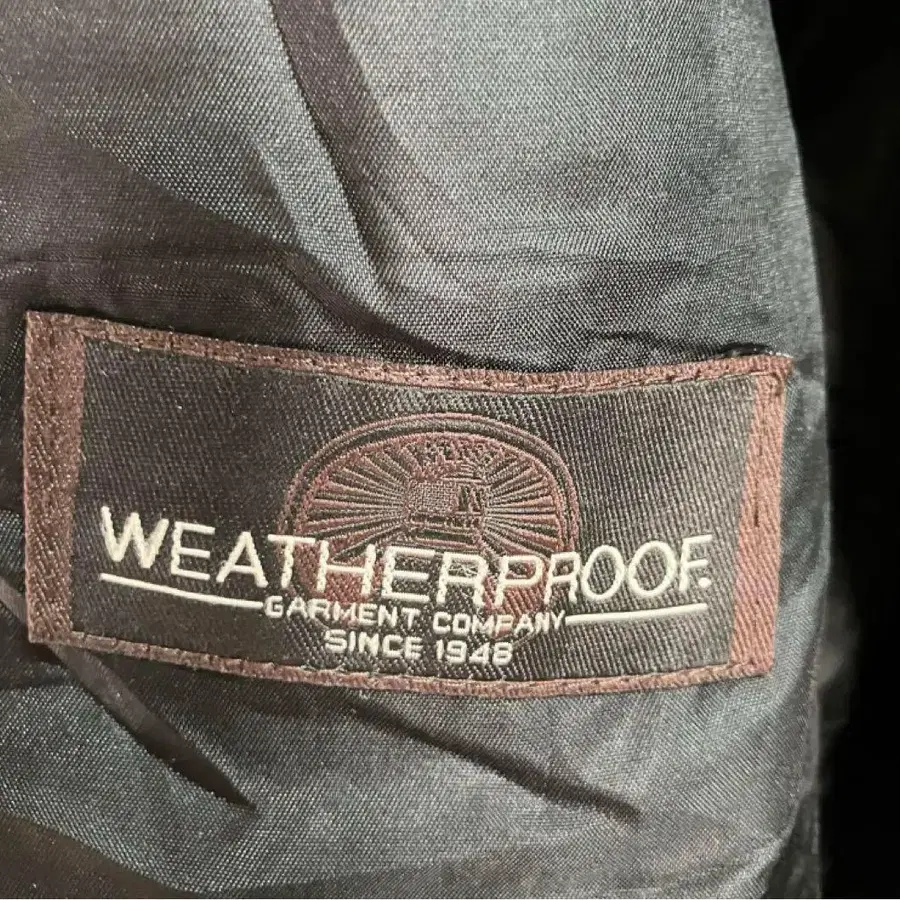 WEATHERPROOF.
GARMENT COMPANY
SINCE 1948